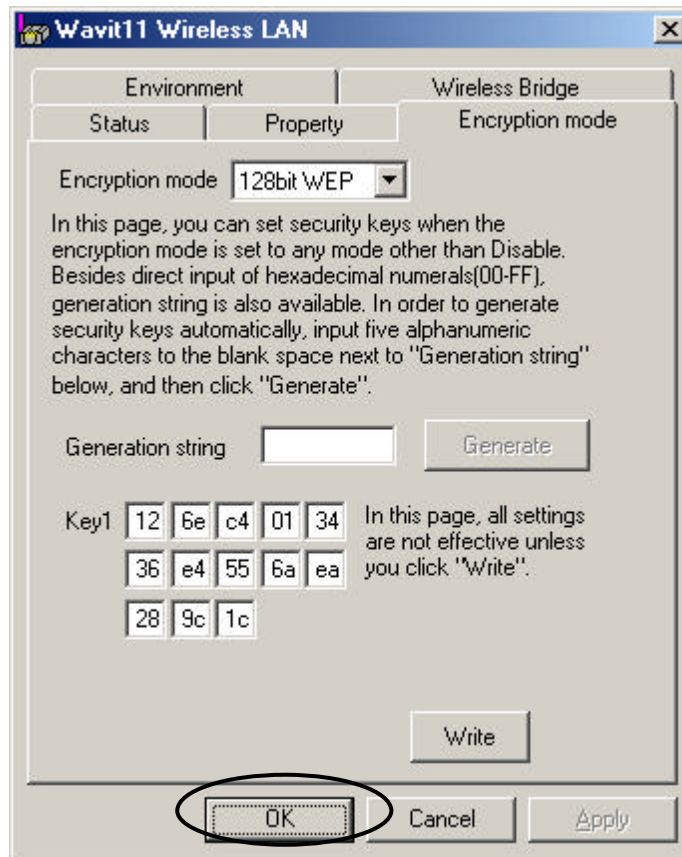 Wavit11 Wireless LAN
Environment Wireless Bridge
Status Property Encryption mode
Encryption mode 128bit WEP
In this page, you can set security keys when the
encryption mode is set to any mode other than Disable.
Besides direct input of hexadecimal numerals(00-FF),
generation string is also available. In order to generate
security keys automatically, input five alphanumeric
characters to the blank space next to "Generation string"
below, and then click "Generate".
Generation string Generate
Key1 12 6e c4 01 34
36 e4 55 6a ea
28 9c 1c
In this page, all settings
are not effective unless
you click "Write".
Write
OK Cancel Apply